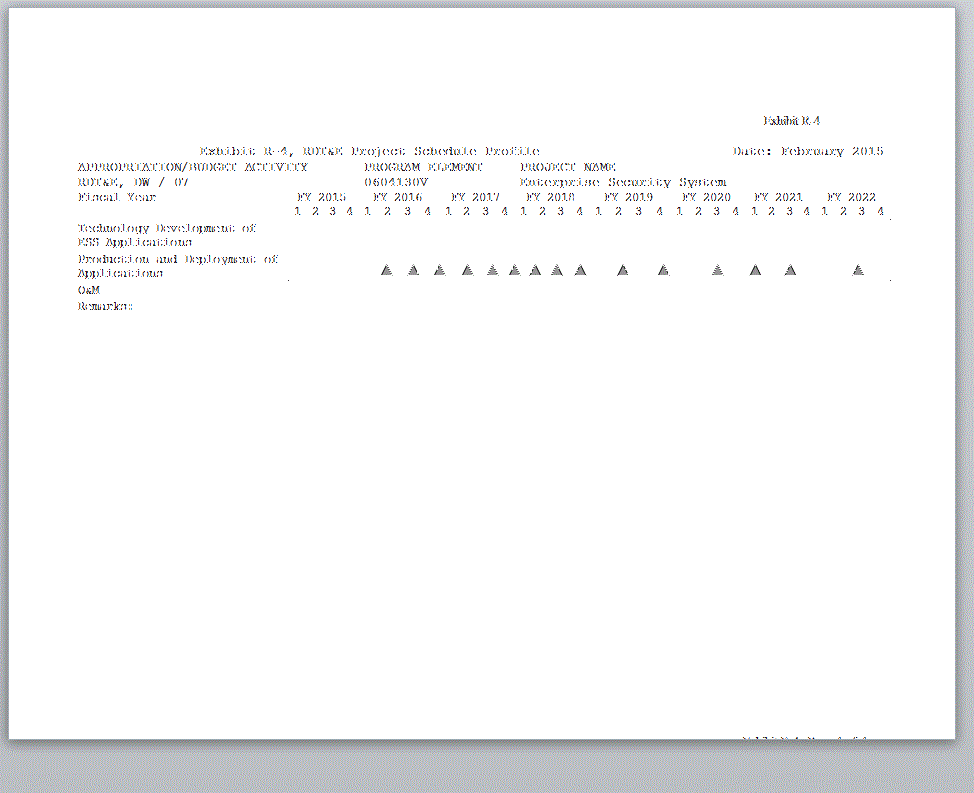 Exhibit R-4
Exhibit R-4, RDT&E Project Schedule Profile Date: February 2015
APPROPRIATION/BUDGET ACTIVITY PROGRAM ELEMENT PROJECT NAME
RDT&E, DW / 07 0604130V Enterprise Security System
Fiscal Year FY 2015 FY 2016 FY 2017 FY 2018 FY 2019 FY 2020 FY 2021 FY 2022
1 2 3 4 1 2 3 4 1 2 3 4 1 2 3 4 1 2 3 4 1 2 3 4 1 2 3 4 1 2 3 4
Technology Development of
ESS Applications
Production and Deployment of
Applications
O&M
Remarks: